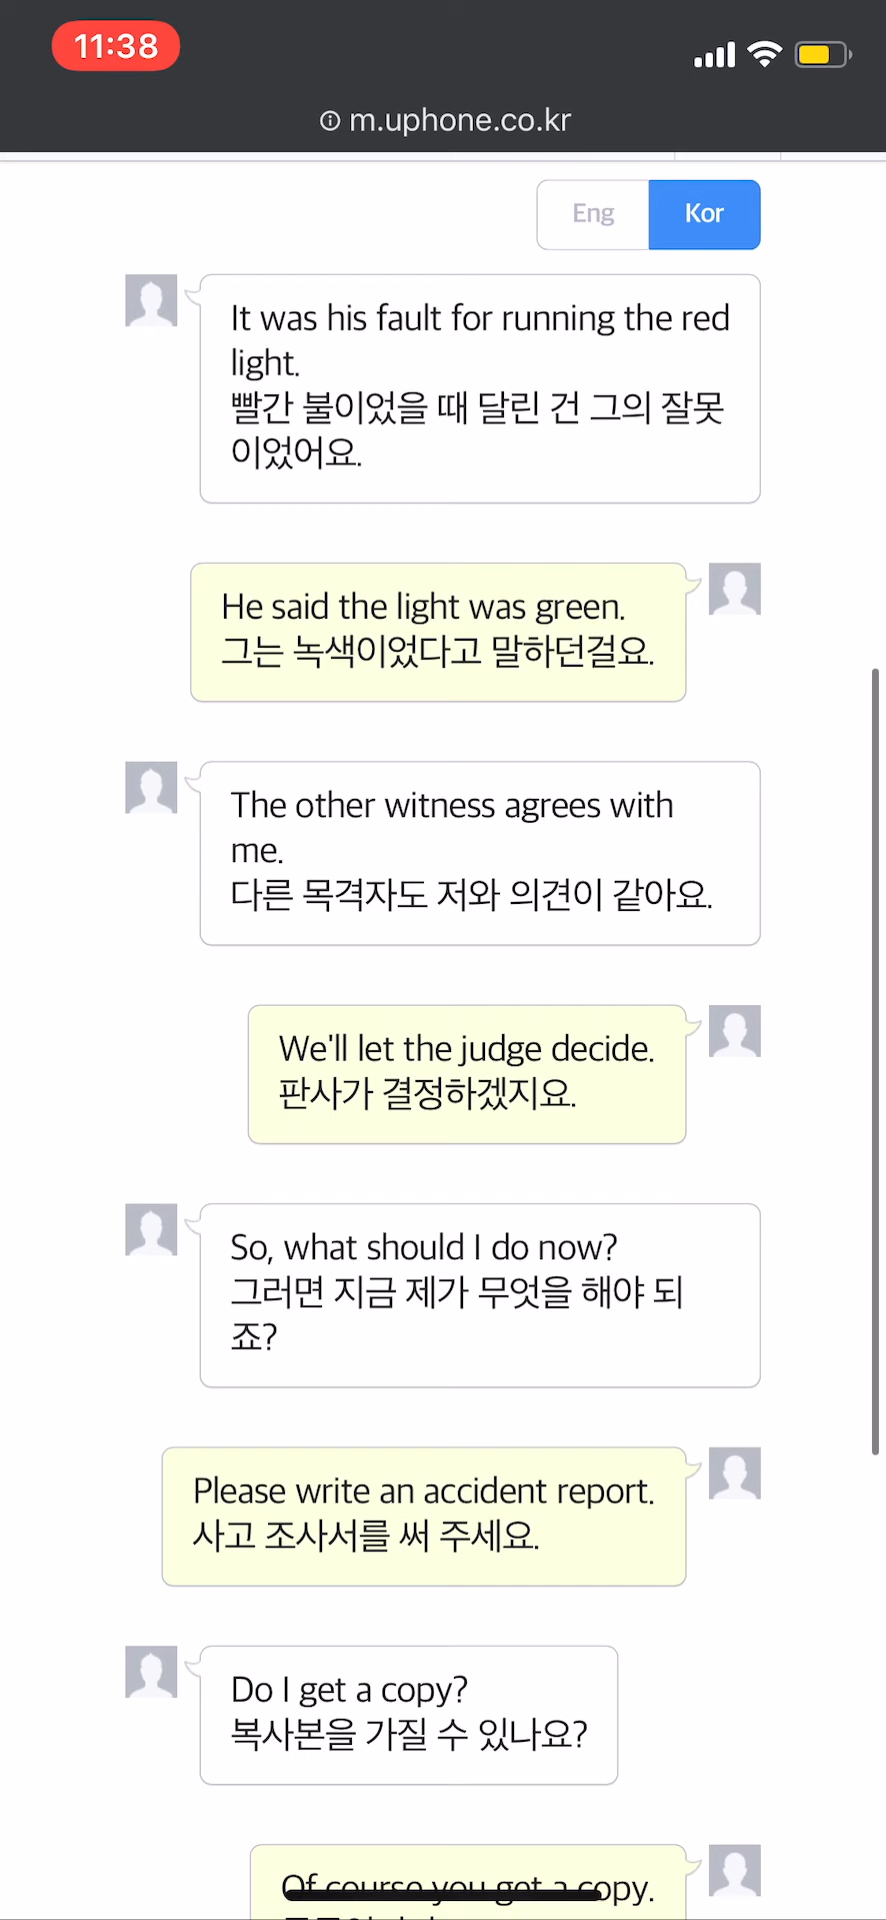 11:38
m.uphone.co.kr
Eng
Kor
It was his fault for running the red
light.
빨간 불이었을 때 달린 건 그의 잘못
이었어요.
He said the light was green.
그는 녹색이었다고 말하던걸요.
The other witness agrees with
me.
다른 목격자도 저와 의견이 같아요.
We'll let the judge decide.
판사가 결정하겠지요.
So, what should I do now?
그러면 지금 제가 무엇을 해야 되
죠?
Please write an accident report.
사고 조사서를 써 주세요.
Do I get a copy?
복사본을 가질 수 있나요?
Of course you get a copy.